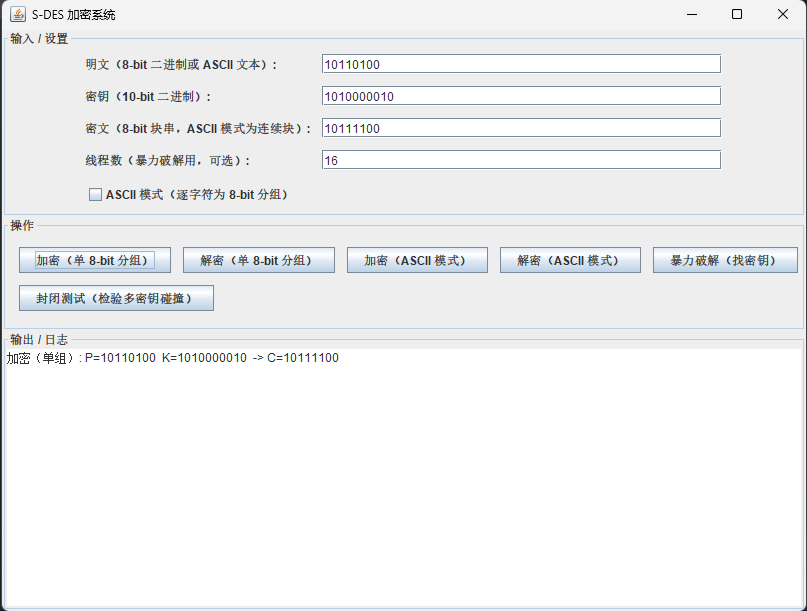 S-DES 加密系统
输入 / 设置
明文（8-bit 二进制或 ASCII 文本）：
10110100
密钥（10-bit 二进制）：
1010000010
密文（8-bit 块串，ASCII 模式为连续块）：
10111100
线程数（暴力破解用，可选）：
16
ASCII 模式（逐字符为 8-bit 分组）
操作
加密（单 8-bit 分组）
解密（单 8-bit 分组）
加密（ASCII 模式）
解密（ASCII 模式）
暴力破解（找密钥）
封闭测试（检验多密钥碰撞）
输出 / 日志
加密（单组）: P=10110100 K=1010000010 -> C=10111100